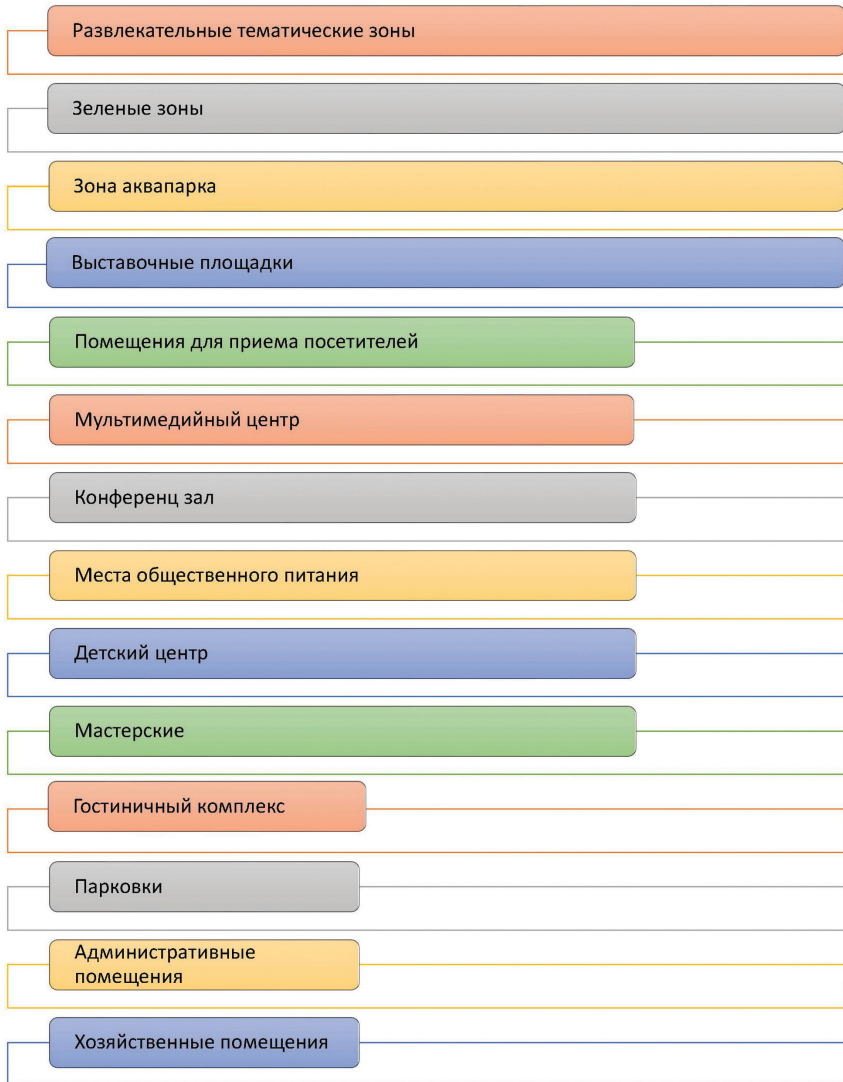 Развлекательные тематические зоны
Зеленые зоны
Зона аквапарка
Выставочные площадки
Помещения для приема посетителей
Мультимедийный центр
Конференц зал
Места общественного питания
Детский центр
Мастерские
Гостиничный комплекс
Парковки
Административные
помещения
Хозяйственные помещения